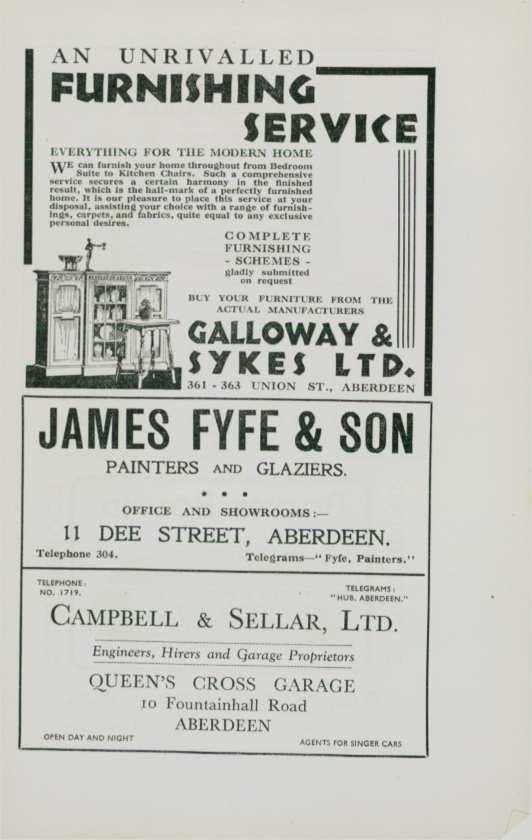 AN UNRIVALLED
FURNISHING
SERVICE
EVERYTHING FOR THE MODERN HOME
WE can furnish your home throughout from Bedroom
Suite to Kitchen Chairs. Such a comprehensive
service secures a certain harmony in the finished
result, which is the hall-mark of a perfectly furnished
home. It is our pleasure to place this service at your
disposal, assisting your choice with a range of furnish-
ings, carpets, and fabrics, quite equal to any exclusive
personal desires.
COMPLETE
FURNISHING
- SCHEMES -
gladly submitted
on request
BUY YOUR FURNITURE FROM THE
ACTUAL MANUFACTURERS
GALLOWAY &
SYKES LTD.
361 - 363 UNION ST., ABERDEEN
JAMES FYFE & SON
PAINTERS AND GLAZIERS.
OFFICE AND SHOWROOMS :—
11 DEE STREET, ABERDEEN.
Telephone 304. Telegrams—" Fyfe, Painters."
TELEPHONE: TELEGRAMS:
NO. 1719. "HUB, ABERDEEN."
CAMPBELL & SELLAR, LTD.
Engineers, Hirers and Garage Proprietors
QUEEN'S CROSS GARAGE
10 Fountainhall Road
ABERDEEN
OPEN DAY AND NIGHT AGENTS FOR SINGER CARS